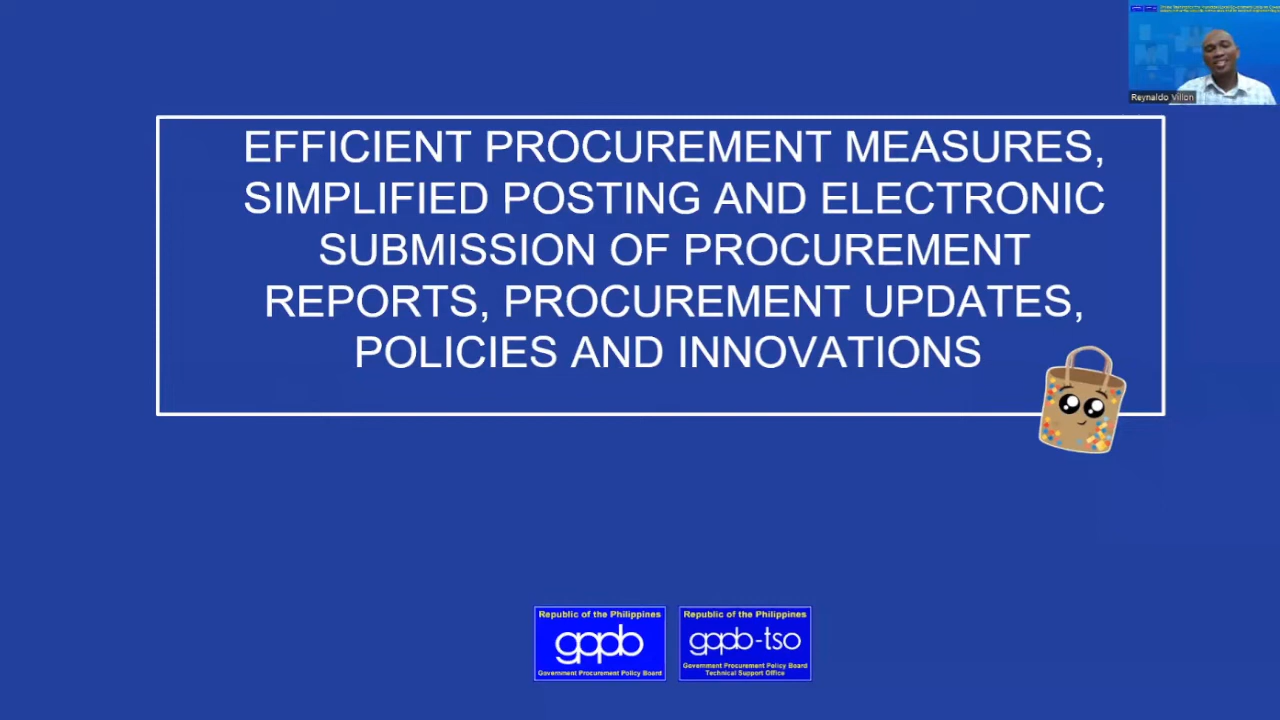 Reynaldo Villon
EFFICIENT PROCUREMENT MEASURES,
SIMPLIFIED POSTING AND ELECTRONIC
SUBMISSION OF PROCUREMENT
REPORTS, PROCUREMENT UPDATES,
POLICIES AND INNOVATIONS
Republic of the Philippines
gppb
Government Procurement Policy Board
Republic of the Philippines
gppb-tso
Government Procurement Policy Board
Technical Support Office